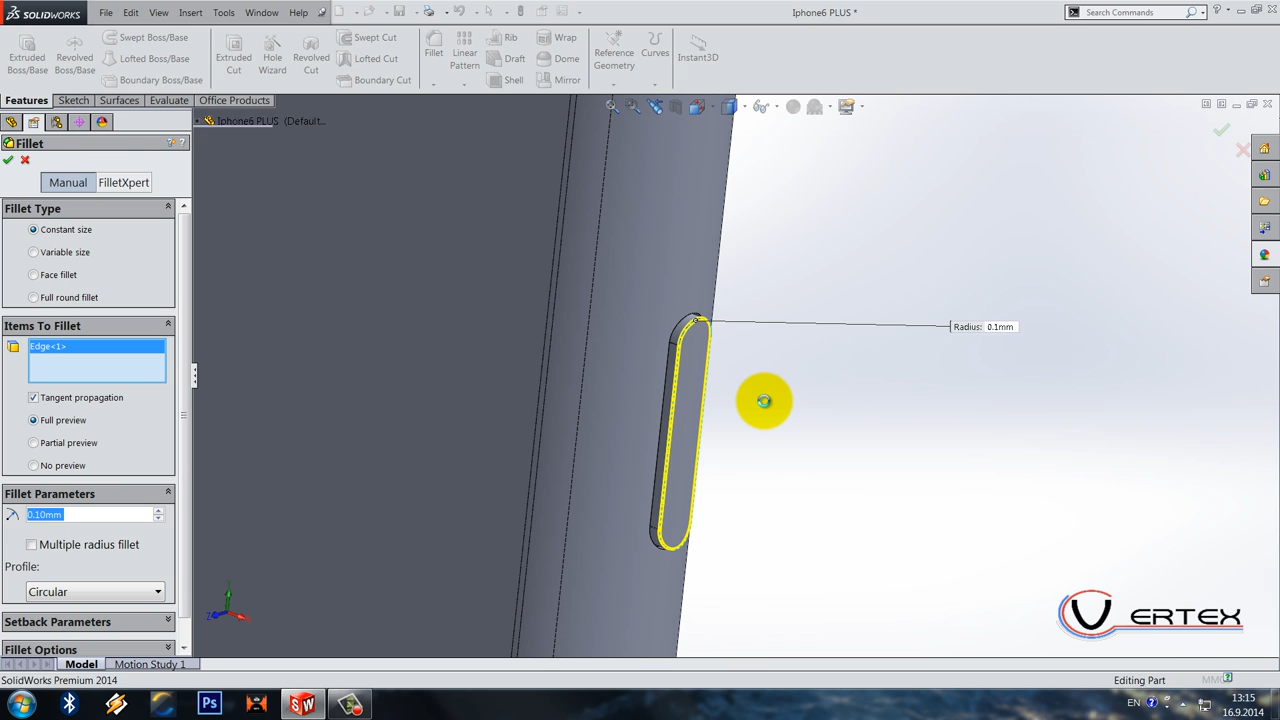 SOLIDWORKS
File Edit View Insert Tools Window Help
Iphone6 PLUS *
Search Commands
Extruded Boss/Base
Revolved Boss/Base
Swept Boss/Base
Lofted Boss/Base
Boundary Boss/Base
Extruded Cut
Hole Wizard
Revolved Cut
Swept Cut
Lofted Cut
Boundary Cut
Fillet
Linear Pattern
Rib
Draft
Shell
Wrap
Dome
Mirror
Reference Geometry
Curves
Instant3D
Features Sketch Surfaces Evaluate Office Products
Iphone6 PLUS (Default...
Fillet
Manual FilletXpert
Fillet Type
Constant size
Variable size
Face fillet
Full round fillet
Items To Fillet
Edge<1>
Tangent propagation
Full preview
Partial preview
No preview
Fillet Parameters
0.10mm
Multiple radius fillet
Profile:
Circular
Setback Parameters
Fillet Options
Radius: 0.1mm
Y
Z
VERTEX
Model Motion Study 1
SolidWorks Premium 2014
Editing Part
MMGS
Ps
SW
EN
13:15
16.9.2014